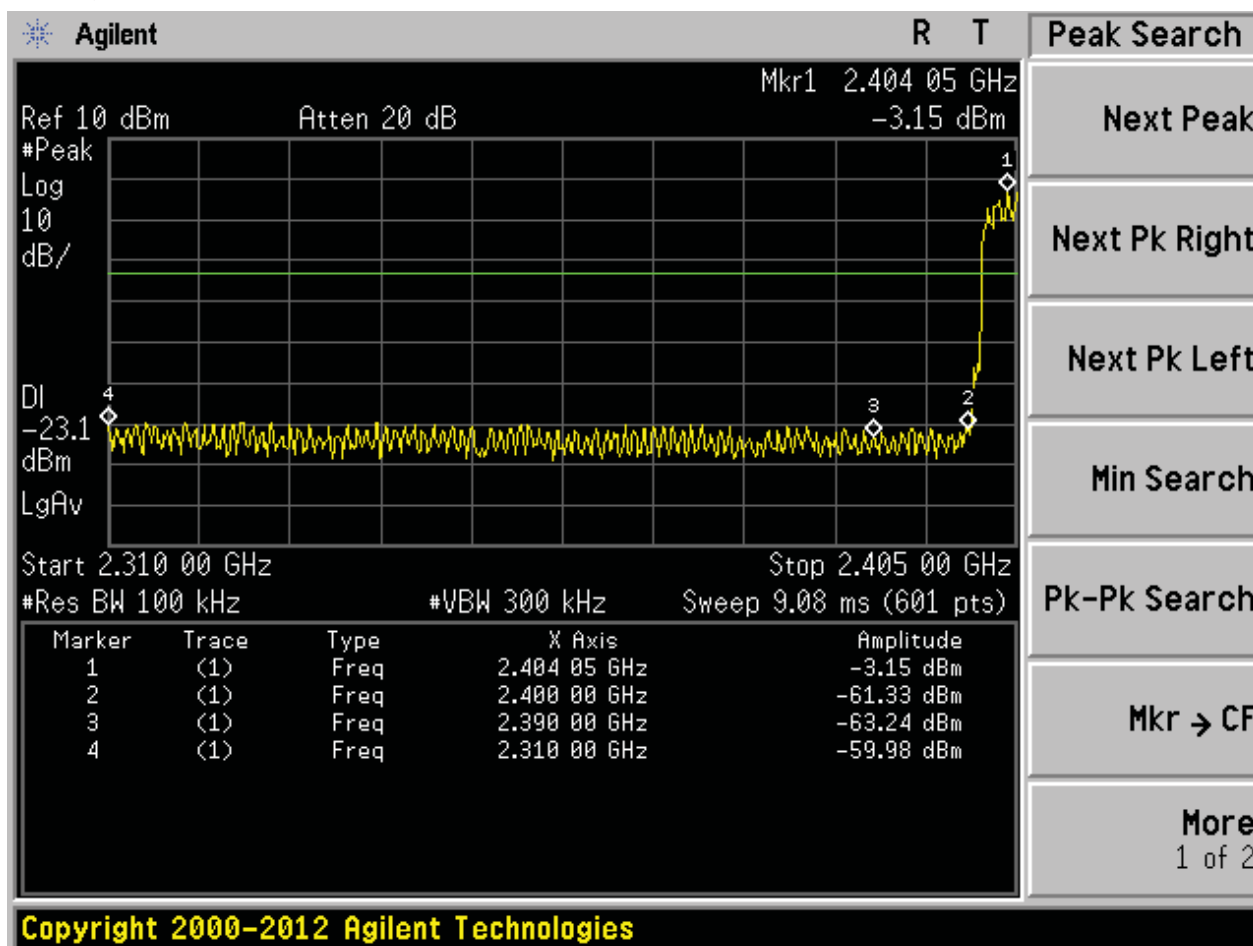 Agilent R T Peak Search
Mkr1 2.404 05 GHz
Ref 10 dBm Atten 20 dB -3.15 dBm
#Peak
Log
10
dB/
1
4
3
2
DI
-23.1
dBm
LgAv
Start 2.310 00 GHz Stop 2.405 00 GHz
#Res BW 100 kHz #VBW 300 kHz Sweep 9.08 ms (601 pts)
Marker Trace Type X Axis Amplitude
1 (1) Freq 2.404 05 GHz -3.15 dBm
2 (1) Freq 2.400 00 GHz -61.33 dBm
3 (1) Freq 2.390 00 GHz -63.24 dBm
4 (1) Freq 2.310 00 GHz -59.98 dBm
Next Peak
Next Pk Right
Next Pk Left
Min Search
Pk-Pk Search
Mkr → CF
More
1 of 2
Copyright 2000-2012 Agilent Technologies